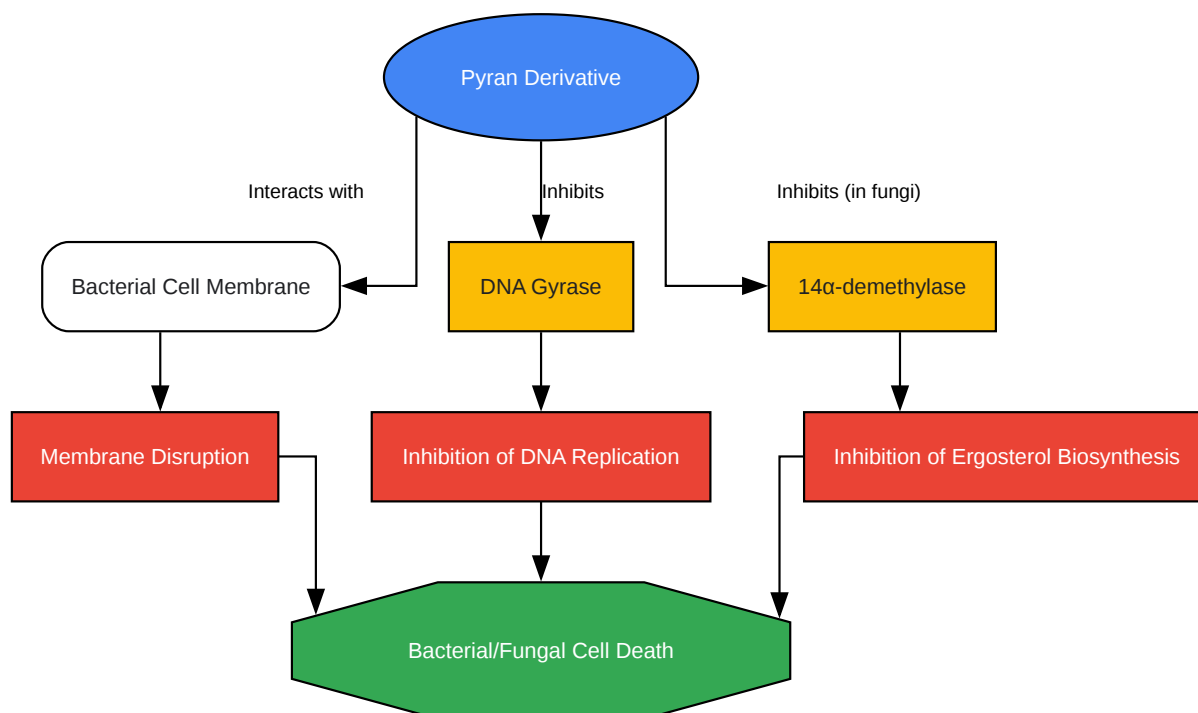 Pyran Derivative
Interacts with
Inhibits
Inhibits (in fungi)
Bacterial Cell Membrane
DNA Gyrase
14α-demethylase
Membrane Disruption
Inhibition of DNA Replication
Inhibition of Ergosterol Biosynthesis
Bacterial/Fungal Cell Death